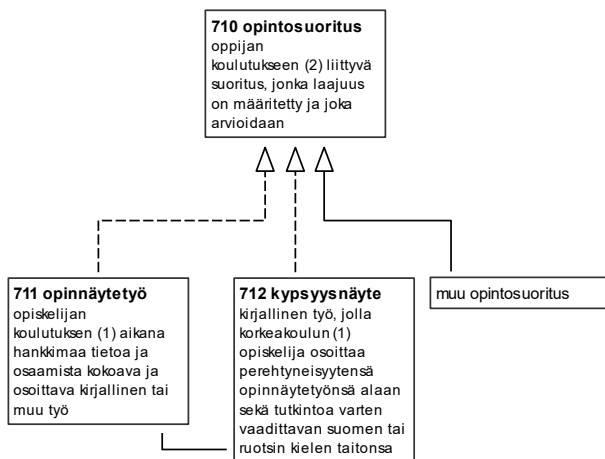 710 opintosuoritus
oppijan
koulutukseen (2) liittyvä
suoritus, jonka laajuus
on määritetty ja joka
arvioidaan
711 opinnäytetyö
opiskelijan
koulutuksen (1) aikana
hankkimaa tietoa ja
osaamista kokoava ja
osoittava kirjallinen tai
muu työ
712 kypsyysnäyte
kirjallinen työ, jolla
korkeakoulun (1)
opiskelija osoittaa
perehtyneisyytensä
opinnäytetyönsä alaan
sekä tutkintoa varten
vaadittavan suomen tai
ruotsin kielen taitonsa
muu opintosuoritus